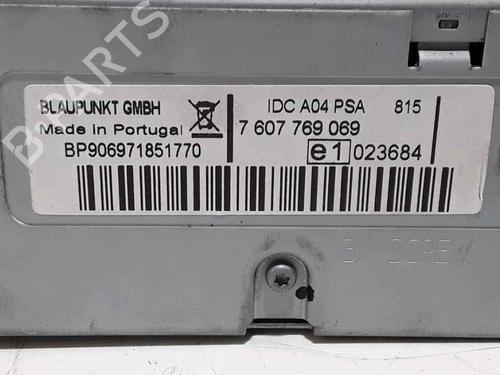 B PARTS
BLAUPUNKT GMBH IDC A04 PSA 815
Made in Portugal 7 607 769 069
BP906971851770 e1 023684